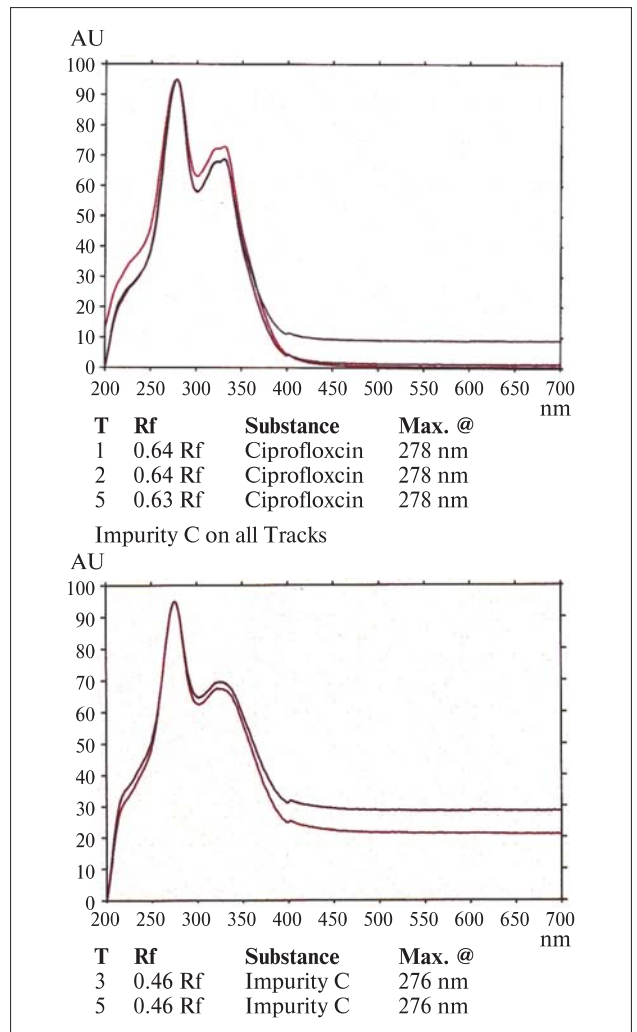 AU
100
90
80
70
60
50
40
30
20
10
0
200 250 300 350 400 450 500 550 600 650 700
nm
T Rf Substance Max. @
1 0.64 Rf Ciprofloxcin 278 nm
2 0.64 Rf Ciprofloxcin 278 nm
5 0.63 Rf Ciprofloxcin 278 nm
Impurity C on all Tracks
AU
100
90
80
70
60
50
40
30
20
10
0
200 250 300 350 400 450 500 550 600 650 700
nm
T Rf Substance Max. @
3 0.46 Rf Impurity C 276 nm
5 0.46 Rf Impurity C 276 nm